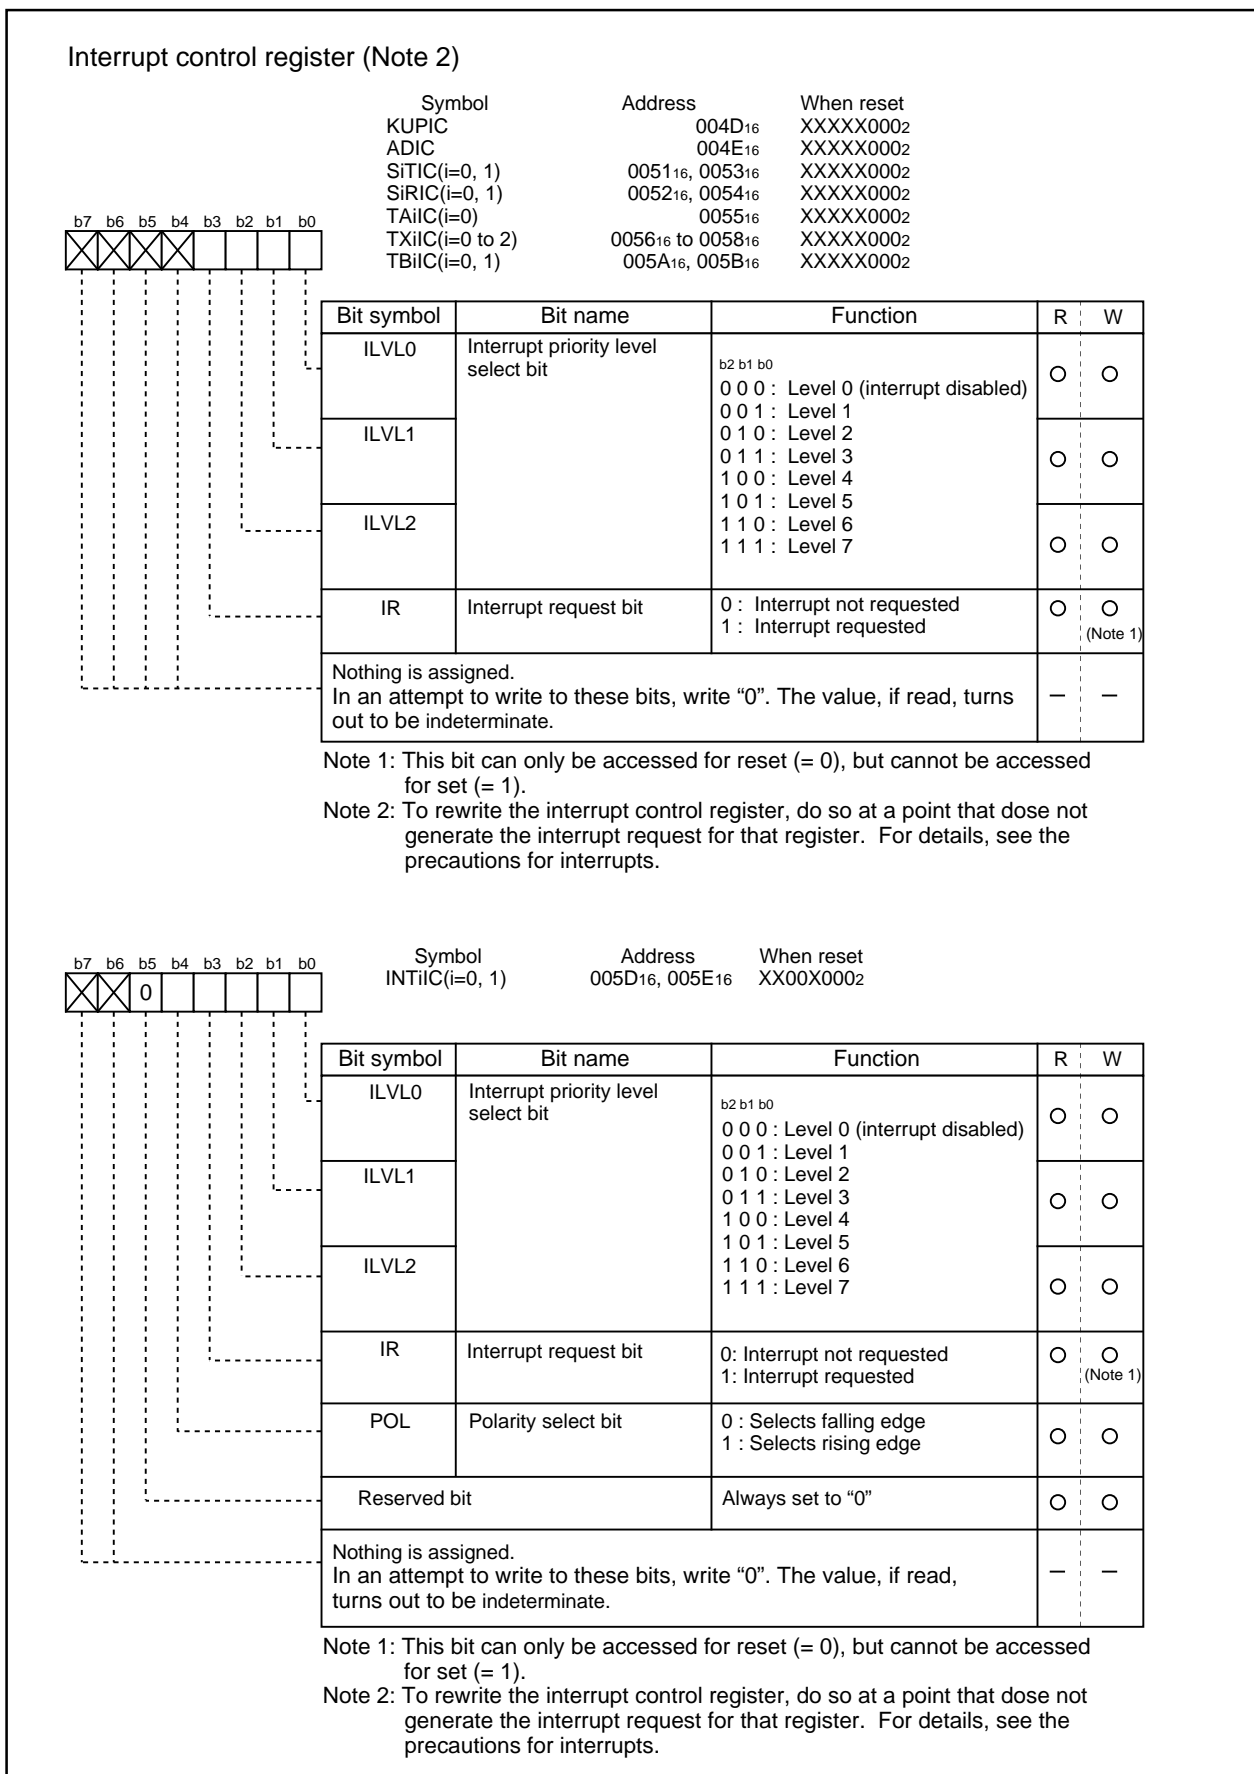 Interrupt control register (Note 2)
Symbol Address When reset
KUPIC 004D16 XXXXX0002
ADIC 004E16 XXXXX0002
SiTIC(i=0, 1) 005116, 005316 XXXXX0002
SiRIC(i=0, 1) 005216, 005416 XXXXX0002
TAiIC(i=0) 005516 XXXXX0002
TXiIC(i=0 to 2) 005616 to 005816 XXXXX0002
TBiIC(i=0, 1) 005A16, 005B16 XXXXX0002
b7 b6 b5 b4 b3 b2 b1 b0
Bit symbol Bit name Function R W
ILVL0 Interrupt priority level
select bit
b2 b1 b0
0 0 0 : Level 0 (interrupt disabled)
0 0 1 : Level 1
ILVL1 0 1 0 : Level 2
0 1 1 : Level 3
1 0 0 : Level 4
1 0 1 : Level 5
ILVL2 1 1 0 : Level 6
1 1 1 : Level 7
IR Interrupt request bit 0 : Interrupt not requested
1 : Interrupt requested (Note 1)
Nothing is assigned.
In an attempt to write to these bits, write “0”. The value, if read, turns
out to be indeterminate.
Note 1: This bit can only be accessed for reset (= 0), but cannot be accessed
for set (= 1).
Note 2: To rewrite the interrupt control register, do so at a point that dose not
generate the interrupt request for that register. For details, see the
precautions for interrupts.
Symbol Address When reset
INTiIC(i=0, 1) 005D16, 005E16 XX00X0002
b7 b6 b5 b4 b3 b2 b1 b0
0
Bit symbol Bit name Function R W
ILVL0 Interrupt priority level
select bit
b2 b1 b0
0 0 0 : Level 0 (interrupt disabled)
0 0 1 : Level 1
ILVL1 0 1 0 : Level 2
0 1 1 : Level 3
1 0 0 : Level 4
1 0 1 : Level 5
ILVL2 1 1 0 : Level 6
1 1 1 : Level 7
IR Interrupt request bit 0: Interrupt not requested
1: Interrupt requested (Note 1)
POL Polarity select bit 0 : Selects falling edge
1 : Selects rising edge
Reserved bit Always set to “0”
Nothing is assigned.
In an attempt to write to these bits, write “0”. The value, if read,
turns out to be indeterminate.
Note 1: This bit can only be accessed for reset (= 0), but cannot be accessed
for set (= 1).
Note 2: To rewrite the interrupt control register, do so at a point that dose not
generate the interrupt request for that register. For details, see the
precautions for interrupts.